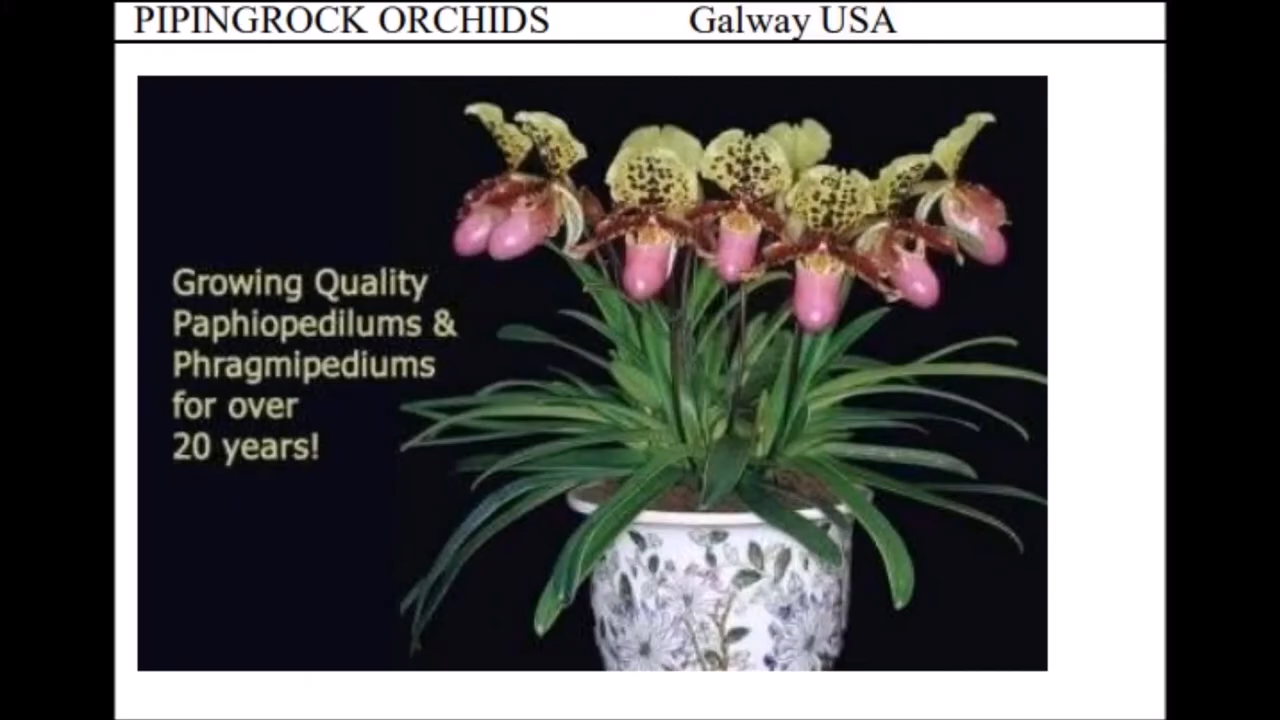 PIPINGROCK ORCHIDS Galway USA
Growing Quality
Paphiopedilums &
Phragmipediums
for over
20 years!